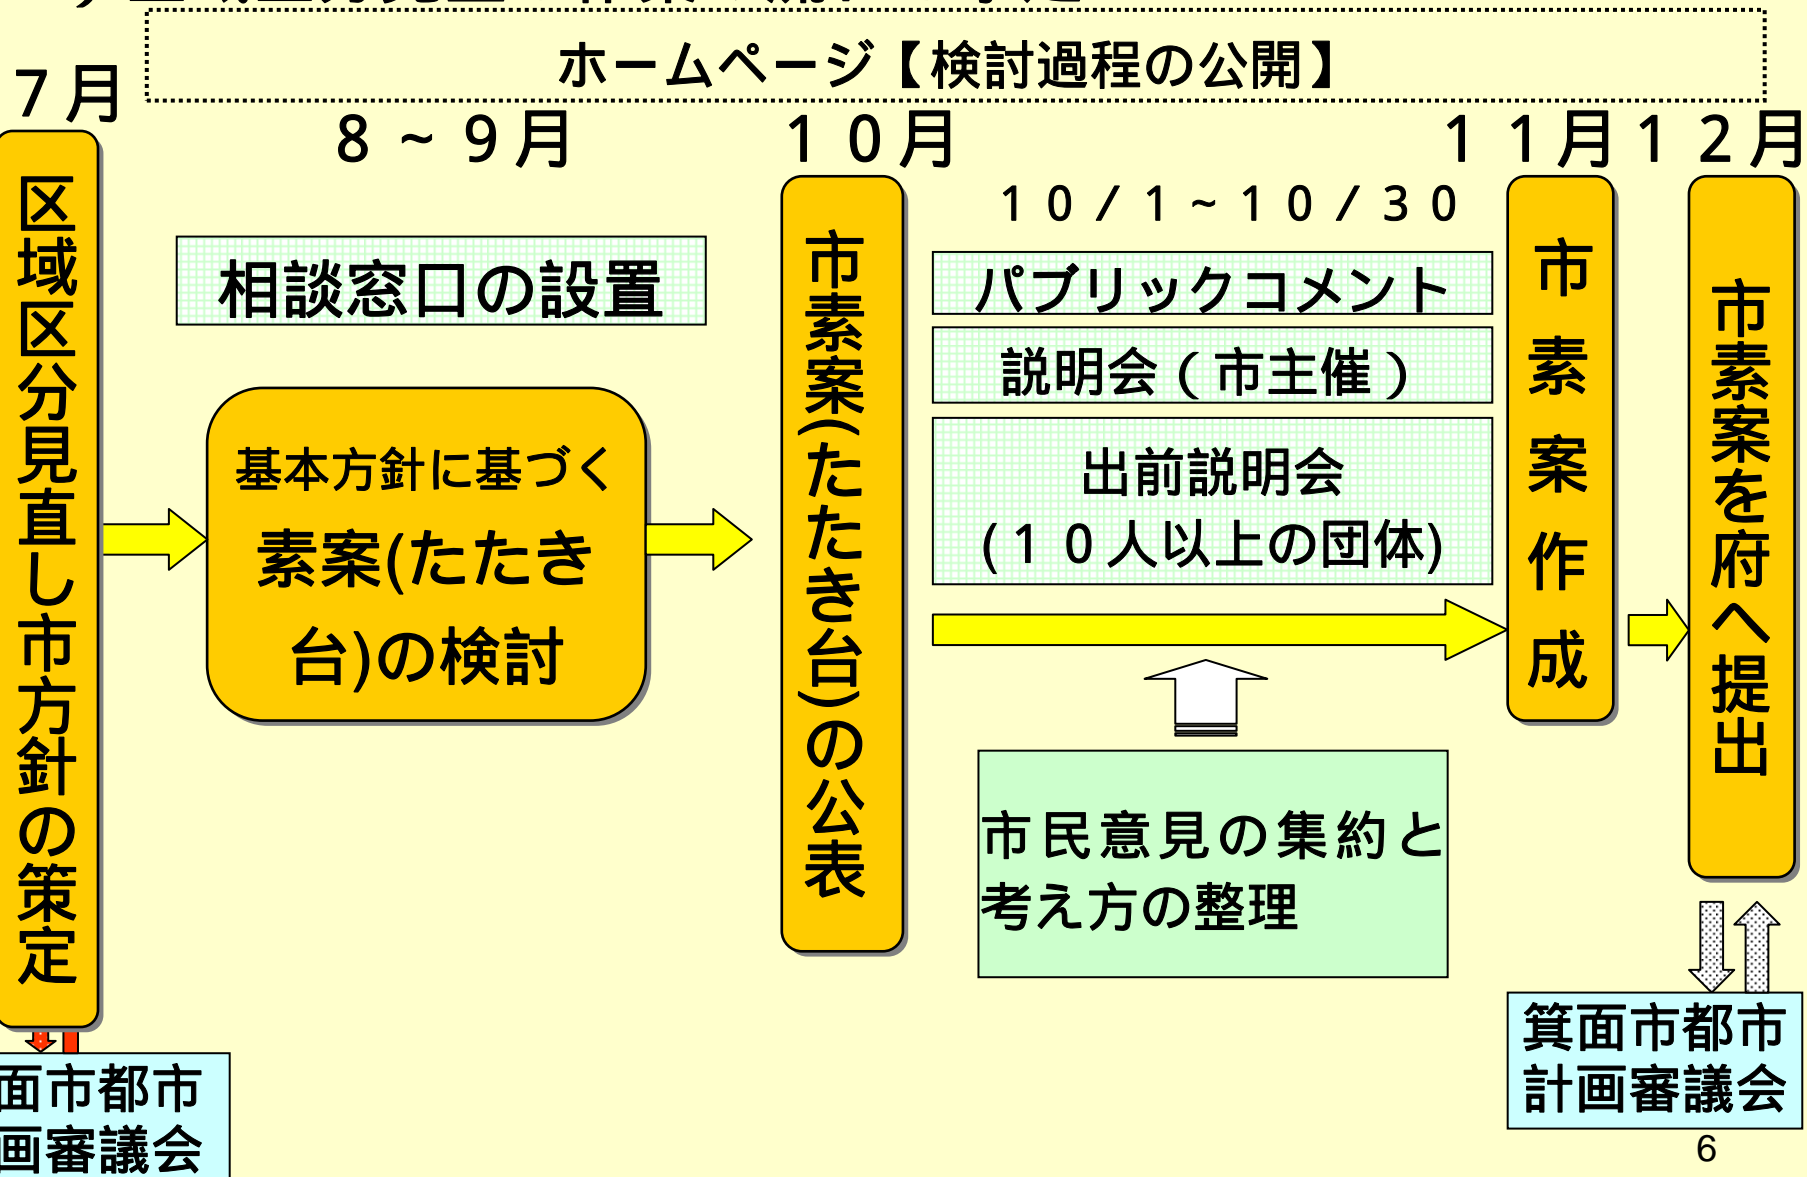 ホームページ【検討過程の公開】
７月
８～９月
１０月
１１月
１２月
区域区分見直し市方針の策定
相談窓口の設置
基本方針に基づく
素案(たたき
台)の検討
市素案(たたき台)の公表
１０／１～１０／３０
パブリックコメント
説明会（市主催）
出前説明会
(１０人以上の団体)
市民意見の集約と
考え方の整理
市素案作成
市素案を府へ提出
面市都市
画審議会
箕面市都市
計画審議会
6